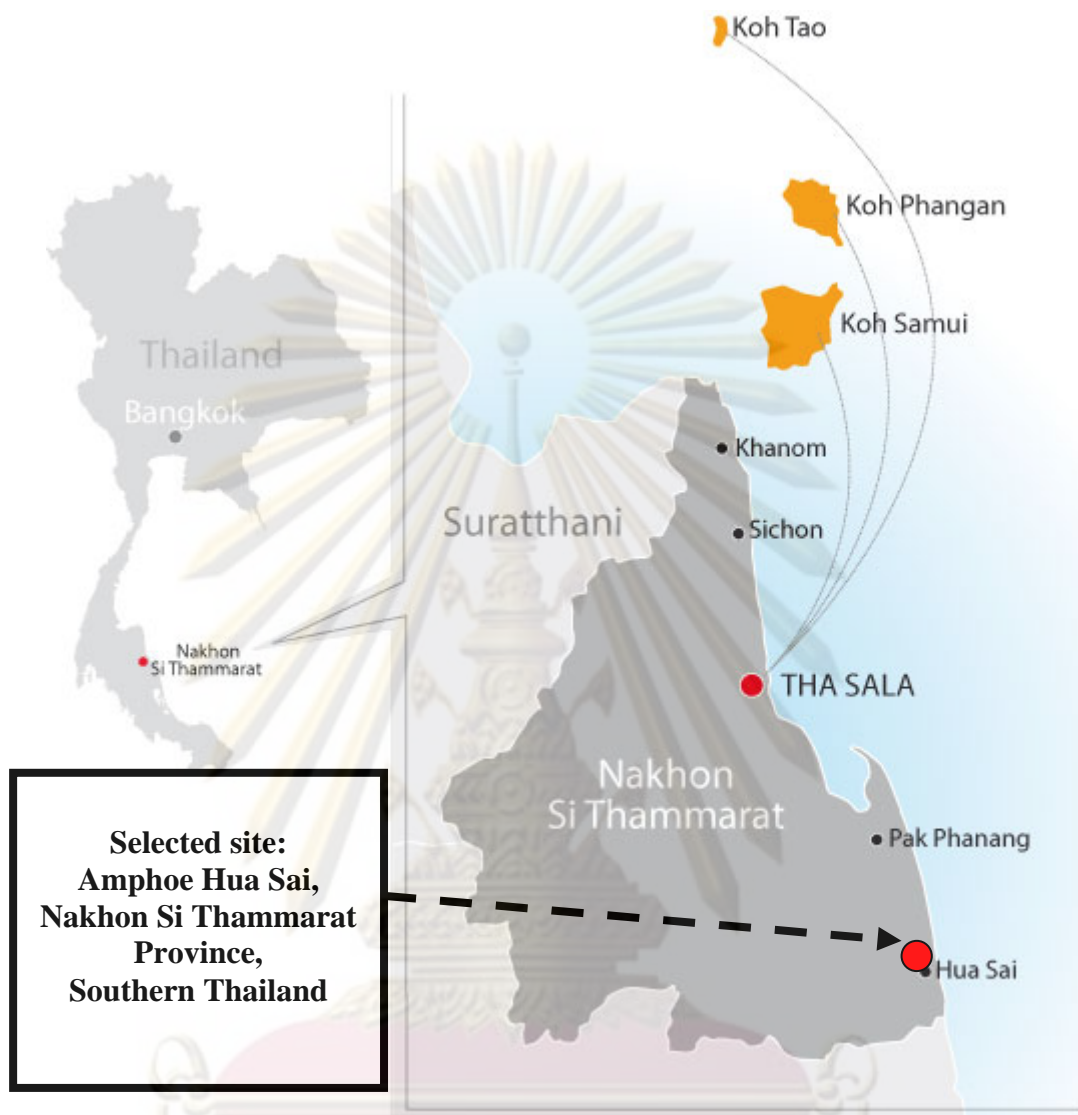 Koh Tao
Koh Phangan
Koh Samui
Thailand
Bangkok
Khanom
Sichon
Suratthani
Nakhon
Si Thammarat
THA SALA
Nakhon
Si Thammarat
Pak Phanang
Hua Sai
Selected site:
Amphoe Hua Sai,
Nakhon Si Thammarat
Province,
Southern Thailand